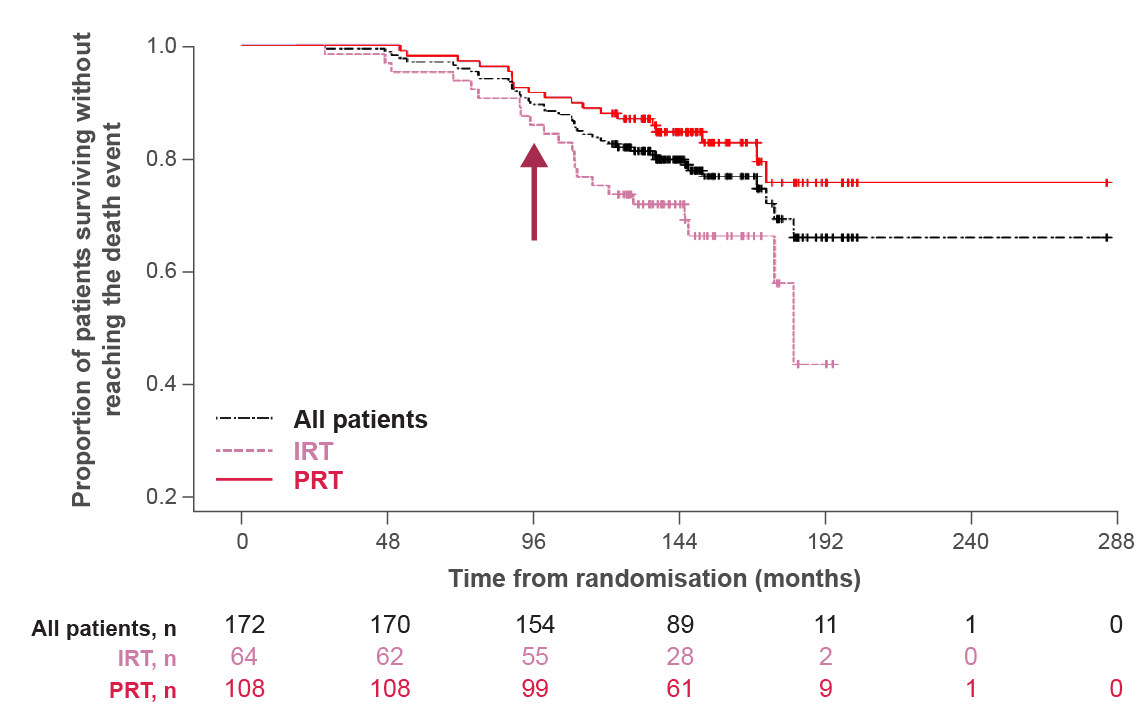 Proportion of patients surviving without
reaching the death event
1.0
0.8
0.6
0.4
0.2
All patients
IRT
PRT
0 48 96 144 192 240 288
Time from randomisation (months)
All patients, n 172 170 154 89 11 1 0
IRT, n 64 62 55 28 2 0
PRT, n 108 108 99 61 9 1 0